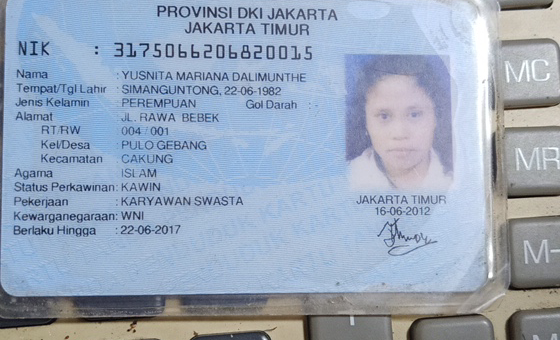 PROVINSI DKI JAKARTA
JAKARTA TIMUR
NIK : 3175066206820015
Nama : YUSNITA MARIANA DALIMUNTHE
Tempat/Tgl Lahir : SIMANGUNTONG, 22-06-1982
Jenis Kelamin : PEREMPUAN Gol Darah : -
Alamat : JL. RAWA BEBEK
RT/RW : 004 / 001
Kel/Desa : PULO GEBANG
Kecamatan : CAKUNG
Agama : ISLAM
Status Perkawinan: KAWIN
Pekerjaan : KARYAWAN SWASTA
Kewarganegaraan: WNI
Berlaku Hingga : 22-06-2017
JAKARTA TIMUR
16-06-2012
MC
MR
M-